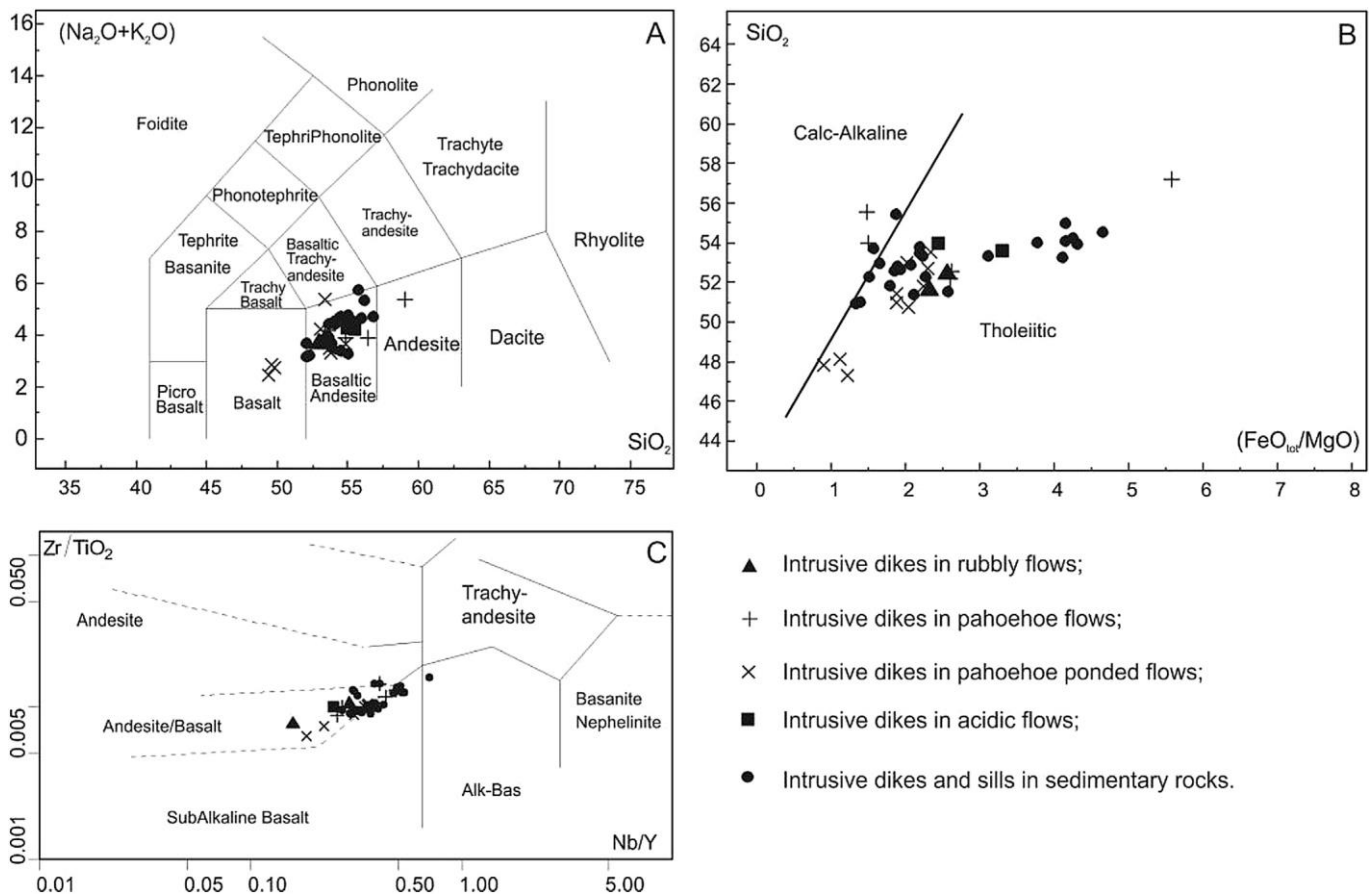 (Na₂O+K₂O)
A
16
14
12
10
8
6
4
2
0
Foidite
Phonolite
TephriPhonolite
Trachyte
Trachydacite
Phonotephrite
Trachy-
andesite
Tephrite
Basanite
Basaltic
Trachy-
andesite
Rhyolite
Trachy
Basalt
Andesite
Dacite
Picro
Basalt
Basalt
Basaltic
Andesite
SiO₂
35 40 45 50 55 60 65 70 75
SiO₂
B
64
62
60
58
56
54
52
50
48
46
44
Calc-Alkaline
Tholeiitic
(FeOtot/MgO)
0 1 2 3 4 5 6 7 8
Zr/TiO₂
C
0.050
0.005
0.001
Andesite
Trachy-
andesite
Andesite/Basalt
Basanite
Nephelinite
Alk-Bas
SubAlkaline Basalt
Nb/Y
0.01 0.05 0.10 0.50 1.00 5.00
Intrusive dikes in rubbly flows;
Intrusive dikes in pahoehoe flows;
Intrusive dikes in pahoehoe ponded flows;
Intrusive dikes in acidic flows;
Intrusive dikes and sills in sedimentary rocks.